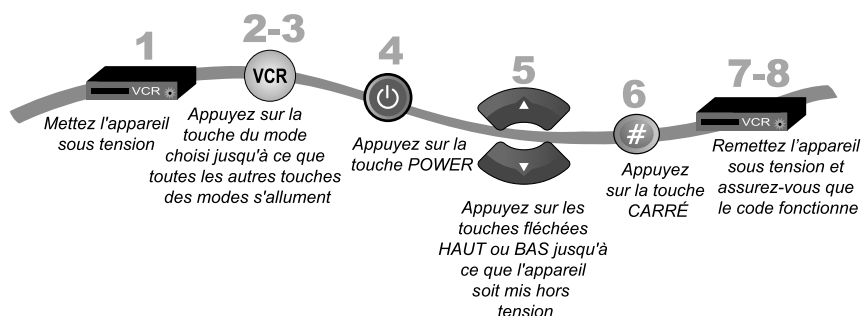 1
VCR
Mettez l'appareil
sous tension
2-3
VCR
Appuyez sur la
touche du mode
choisi jusqu'à ce que
toutes les autres touches
des modes s'allument
4
Appuyez sur la
touche POWER
5
Appuyez sur les
touches fléchées
HAUT ou BAS jusqu'à
ce que l'appareil
soit mis hors
tension
6
#
Appuyez
sur la touche
CARRÉ
7-8
VCR
Remettez l'appareil
sous tension et
assurez-vous que
le code fonctionne